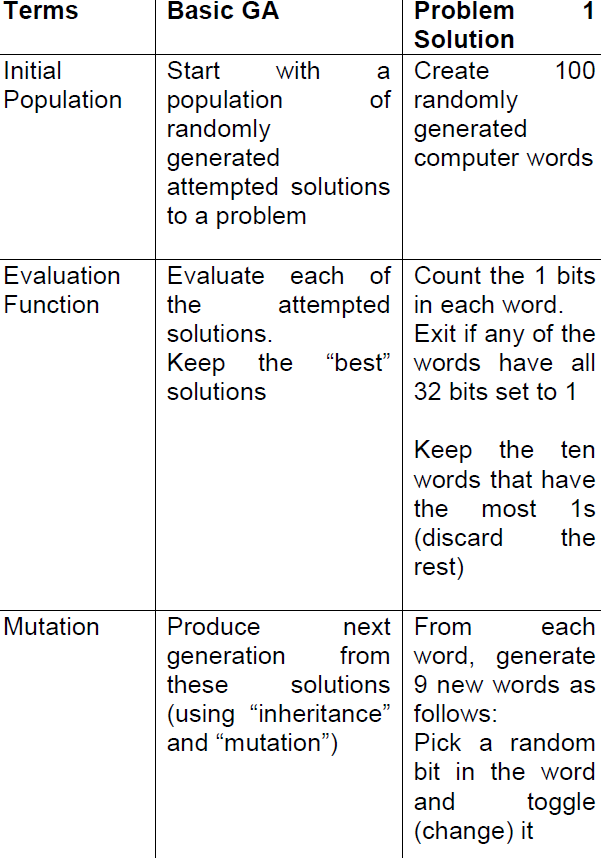 Terms
Basic GA
Problem 1
Solution
Initial
Population
Start with a
population of
randomly
generated
attempted solutions
to a problem
Create 100
randomly
generated
computer words
Evaluation
Function
Evaluate each of
the attempted
solutions.
Keep the “best”
solutions
Count the 1 bits
in each word.
Exit if any of the
words have all
32 bits set to 1
Keep the ten
words that have
the most 1s
(discard the
rest)
Mutation
Produce next
generation from
these solutions
(using “inheritance”
and “mutation”)
From each
word, generate
9 new words as
follows:
Pick a random
bit in the word
and toggle
(change) it